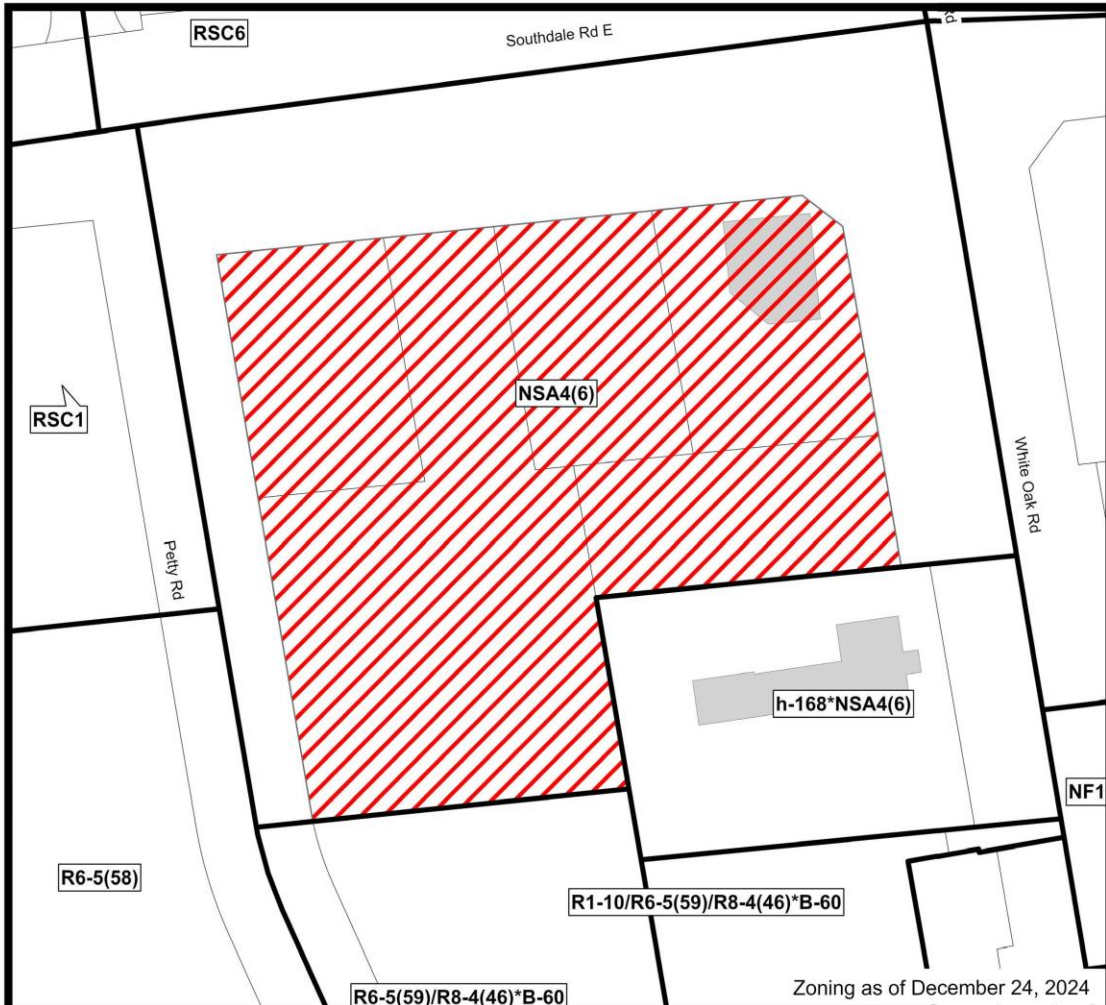 RSC6
Southdale Rd E
Rd
NSA4(6)
RSC1
White Oak Rd
Petty Rd
h-168*NSA4(6)
NF1
R6-5(58)
R1-10/R6-5(59)/R8-4(46)*B-60
R6-5(59)/R8-4(46)*B-60
Zoning as of December 24, 2024